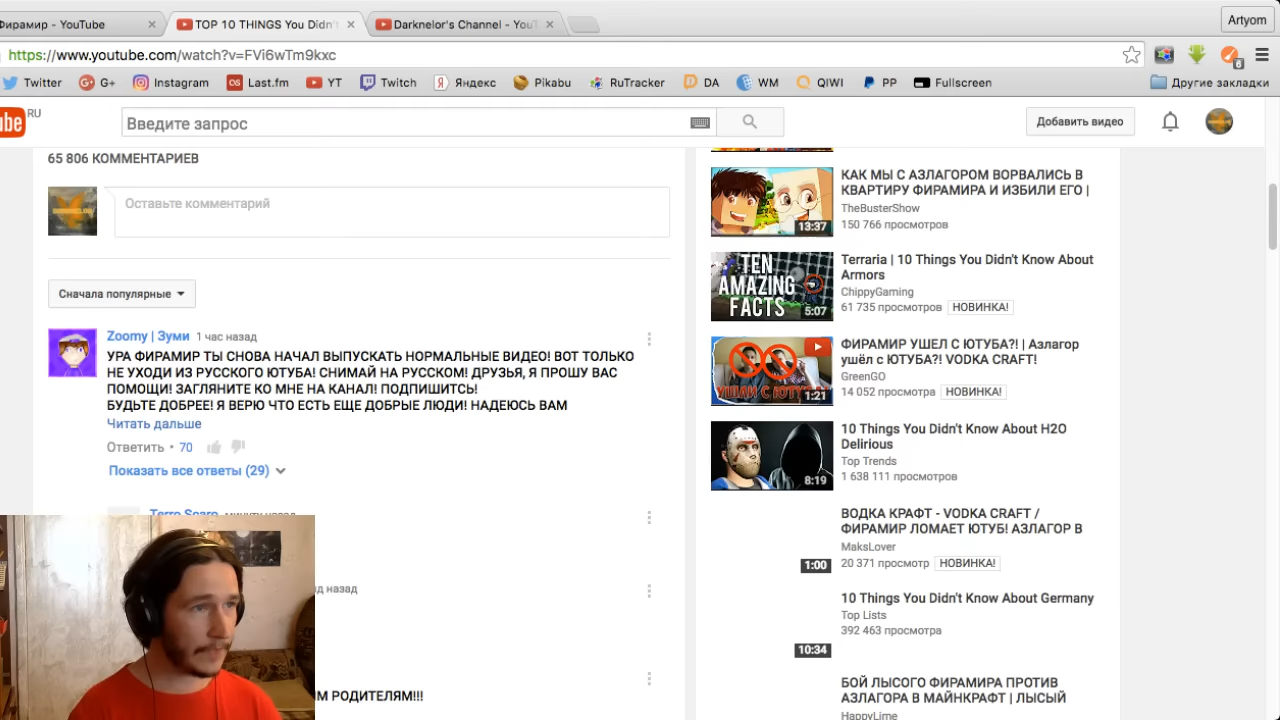 Фирамир - YouTube
TOP 10 THINGS You Didn'
Darknelor's Channel - YouT
Artyom
https://www.youtube.com/watch?v=FVi6wTm9kxc
6
Twitter
G+
Instagram
Last.fm
YT
Twitch
Яндекс
Pikabu
RuTracker
DA
WM
QIWI
PP
Fullscreen
Другие закладки
RU
Введите запрос
Добавить видео
65 806 КОММЕНТАРИЕВ
Оставьте комментарий
Сначала популярные
Zoomy | Зуми 1 час назад
УРА ФИРАМИР ТЫ СНОВА НАЧАЛ ВЫПУСКАТЬ НОРМАЛЬНЫЕ ВИДЕО! ВОТ ТОЛЬКО
НЕ УХОДИ ИЗ РУССКОГО ЮТУБА! СНИМАЙ НА РУССКОМ! ДРУЗЬЯ, Я ПРОШУ ВАС
ПОМОЩИ! ЗАГЛЯНИТЕ КО МНЕ НА КАНАЛ! ПОДПИШИТСЬ!
БУДЬТЕ ДОБРЕЕ! Я ВЕРЮ ЧТО ЕСТЬ ЕЩЕ ДОБРЫЕ ЛЮДИ! НАДЕЮСЬ ВАМ
Читать дальше
Ответить • 70
Показать все ответы (29)
назад
М РОДИТЕЛЯМ!!!
КАК МЫ С АЗЛАГОРОМ ВОРВАЛИСЬ В
КВАРТИРУ ФИРАМИРА И ИЗБИЛИ ЕГО |
TheBusterShow
150 766 просмотров
13:37
Terraria | 10 Things You Didn't Know About
Armors
ChippyGaming
61 735 просмотров НОВИНКА!
TEN
AMAZING
FACTS
5:07
ФИРАМИР УШЕЛ С ЮТУБА?! | Азлагор
ушёл с ЮТУБА?! VODKA CRAFT!
GreenGO
14 052 просмотра НОВИНКА!
1:21
10 Things You Didn't Know About H2O
Delirious
Top Trends
1 638 111 просмотров
8:19
ВОДКА КРАФТ - VODKA CRAFT /
ФИРАМИР ЛОМАЕТ ЮТУБ! АЗЛАГОР В
MaksLover
20 371 просмотр НОВИНКА!
1:00
10 Things You Didn't Know About Germany
Top Lists
392 463 просмотра
10:34
БОЙ ЛЫСОГО ФИРАМИРА ПРОТИВ
АЗЛАГОРА В МАЙНКРАФТ | ЛЫСЫЙ
HappyLime